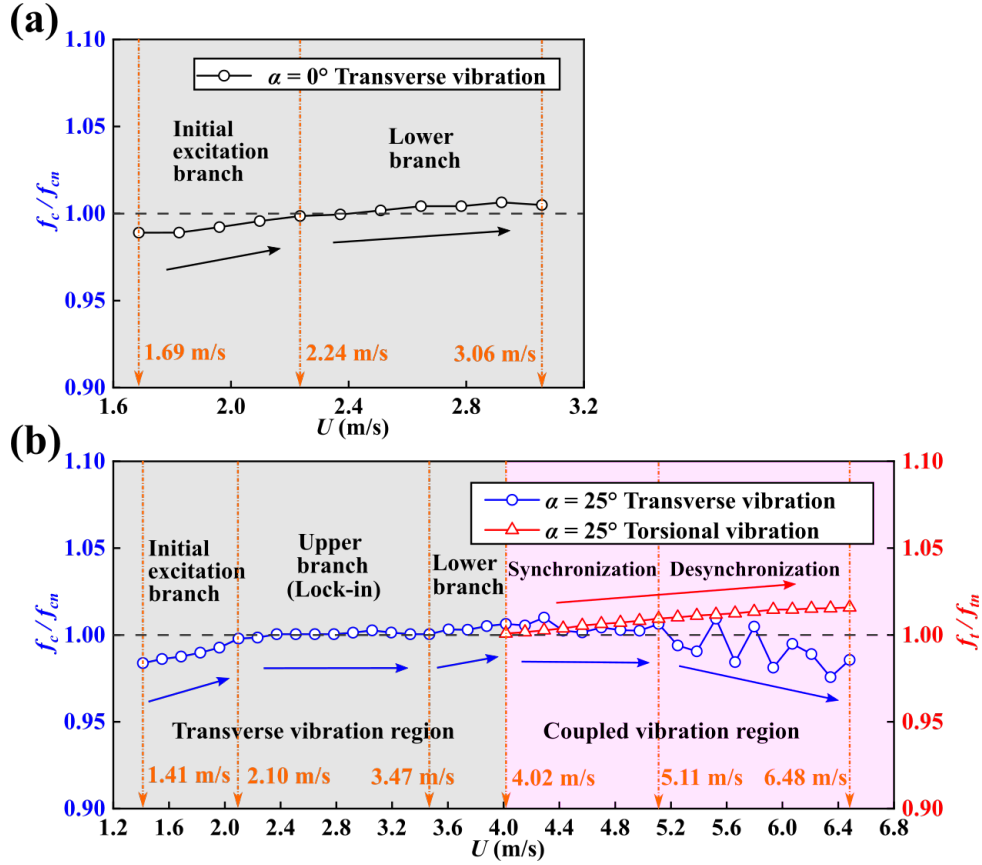 (a)
1.10
1.05
1.00
0.95
0.90
f_c / f_cn
α = 0° Transverse vibration
Initial
excitation
branch
Lower
branch
1.69 m/s
2.24 m/s
3.06 m/s
1.6
2.0
2.4
2.8
3.2
U (m/s)
(b)
1.10
1.05
1.00
0.95
0.90
f_c / f_cn
α = 25° Transverse vibration
α = 25° Torsional vibration
Initial
excitation
branch
Upper
branch
(Lock-in)
Lower
branch
Synchronization
Desynchronization
Transverse vibration region
Coupled vibration region
1.41 m/s
2.10 m/s
3.47 m/s
4.02 m/s
5.11 m/s
6.48 m/s
1.10
1.05
1.00
0.95
0.90
f_t / f_tn
1.2
1.6
2.0
2.4
2.8
3.2
3.6
4.0
4.4
4.8
5.2
5.6
6.0
6.4
6.8
U (m/s)